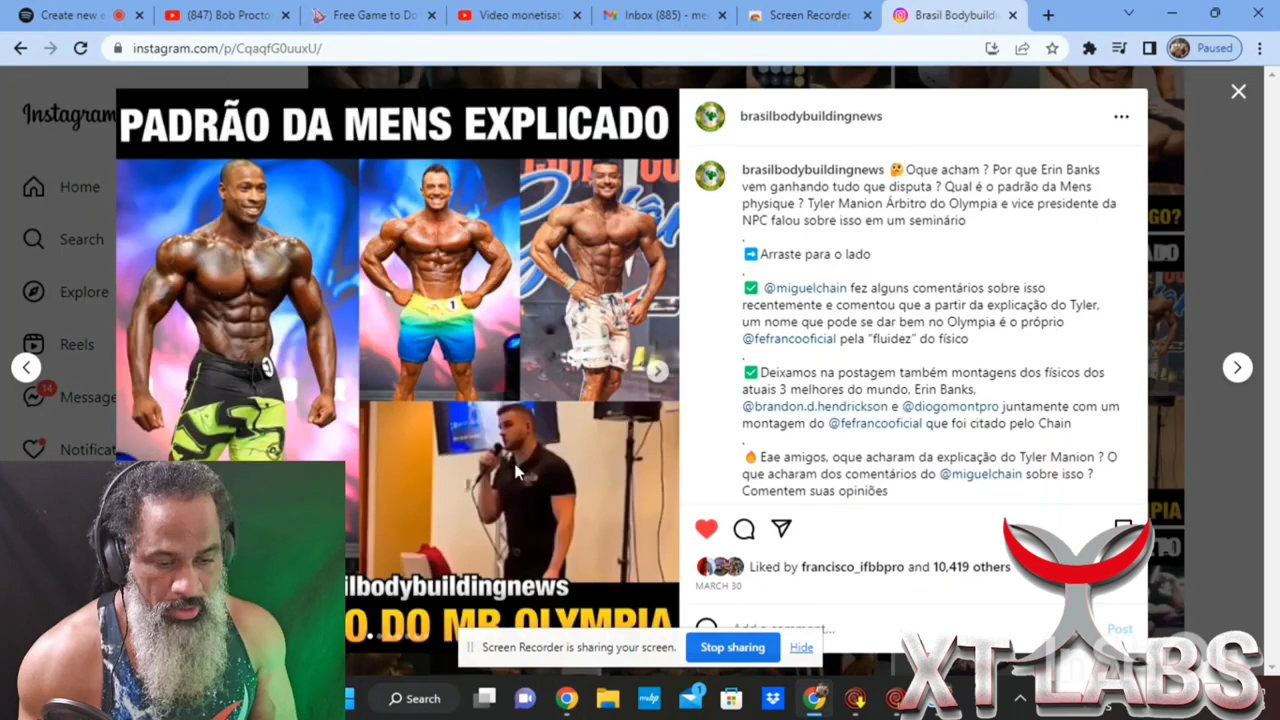 Create new e
(847) Bob Procto
Free Game to Do
Video monetisat
Inbox (885) - me
Screen Recorder
Brasil Bodybuildi
instagram.com/p/CqaqfG0uuxU/
Paused
Instagram
Home
Search
Explore
Reels
14
Message
Notificat
PADRÃO DA MENS EXPLICADO
1
ilbodybuildingnews
O DO MR OLYMPIA
brasilbodybuildingnews
brasilbodybuildingnews 🤔Oque acham ? Por que Erin Banks
vem ganhando tudo que disputa ? Qual é o padrão da Mens
physique ? Tyler Manion Árbitro do Olympia e vice presidente da
NPC falou sobre isso em um seminário
.
➡️Arraste para o lado
.
✅ @miguelchain fez alguns comentários sobre isso
recentemente e comentou que a partir da explicação do Tyler,
um nome que pode se dar bem no Olympia é o próprio
@fefrancooficial pela “fluidez” do físico
.
✅Deixamos na postagem também montagens dos físicos dos
atuais 3 melhores do mundo, Erin Banks,
@brandon.d.hendrickson e @diogomontpro juntamente com um
montagem do @fefrancooficial que foi citado pelo Chain
.
🔥Eae amigos, oque acharam da explicação do Tyler Manion ? O
que acharam dos comentários do @miguelchain sobre isso ?
Comentem suas opiniões
Liked by francisco_ifbbpro and 10,419 others
MARCH 30
Add a comment...
Post
GO?
Screen Recorder is sharing your screen.
Stop sharing
Hide
Search
1
XT LABS